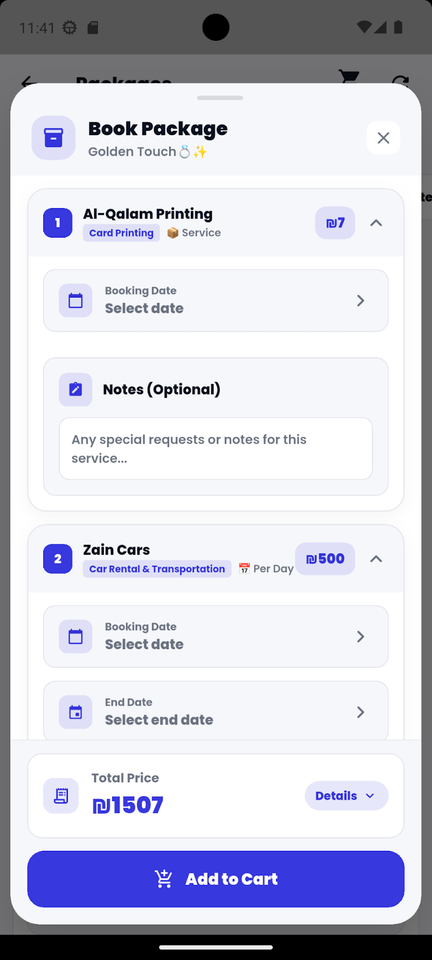 11:41
Packages
Book Package
Golden Touch💍✨
1
Al-Qalam Printing
Card Printing
📦 Service
₪7
Booking Date
Select date
Notes (Optional)
Any special requests or notes for this
service...
2
Zain Cars
Car Rental & Transportation
📅 Per Day
₪500
Booking Date
Select date
End Date
Select end date
Total Price
₪1507
Details
Add to Cart